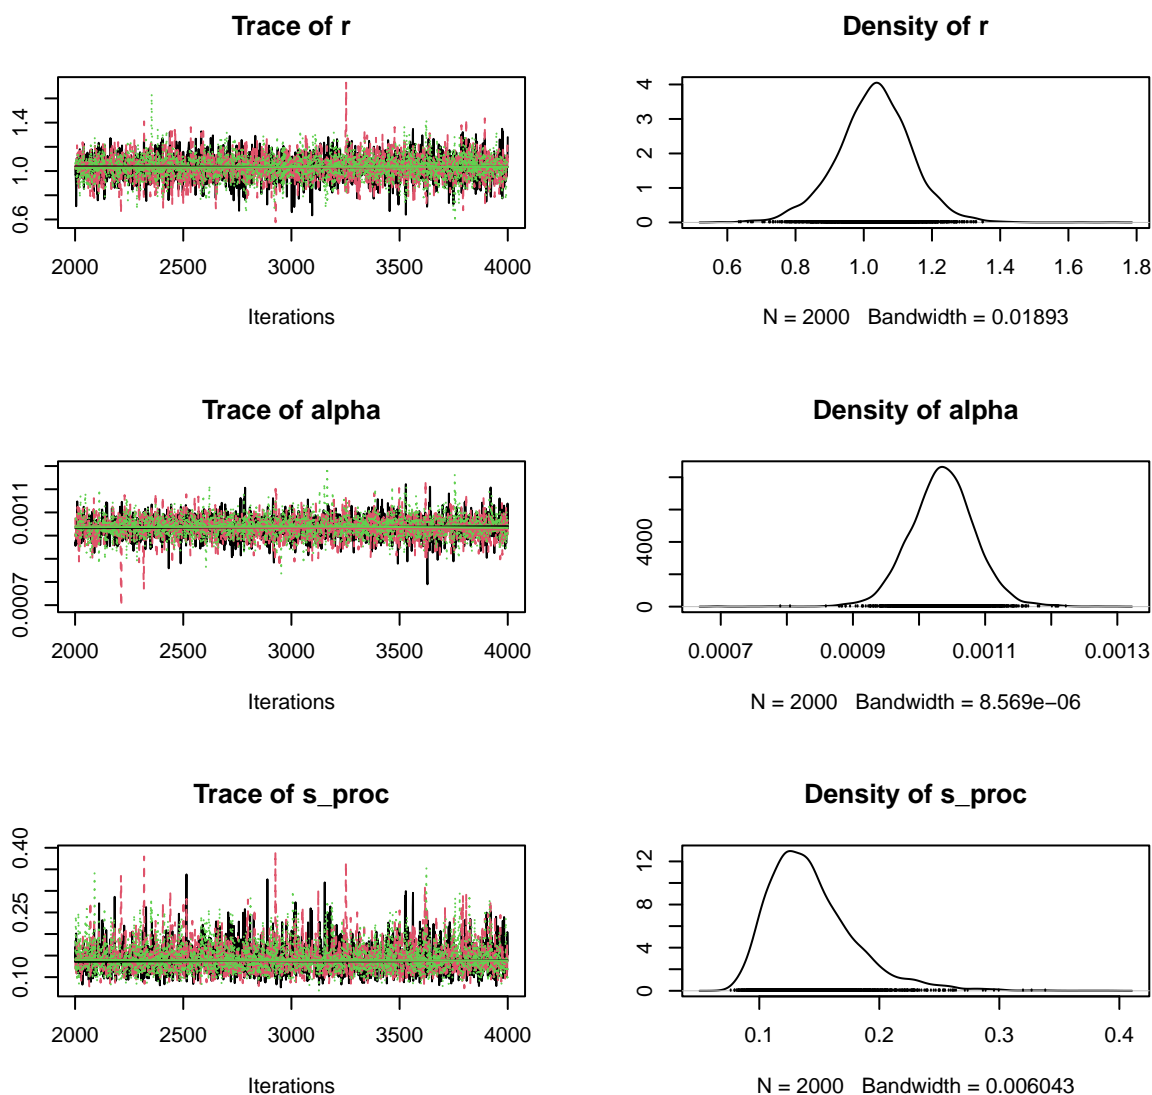 Trace of r
Density of r
0.6 1.0 1.4
2000 2500 3000 3500 4000
Iterations
0 1 2 3 4
0.6 0.8 1.0 1.2 1.4 1.6 1.8
N = 2000 Bandwidth = 0.01893
Trace of alpha
Density of alpha
0.0007 0.0011
2000 2500 3000 3500 4000
Iterations
0 4000
0.0007 0.0009 0.0011 0.0013
N = 2000 Bandwidth = 8.569e−06
Trace of s_proc
Density of s_proc
0.10 0.25 0.40
2000 2500 3000 3500 4000
Iterations
0 4 8 12
0.1 0.2 0.3 0.4
N = 2000 Bandwidth = 0.006043